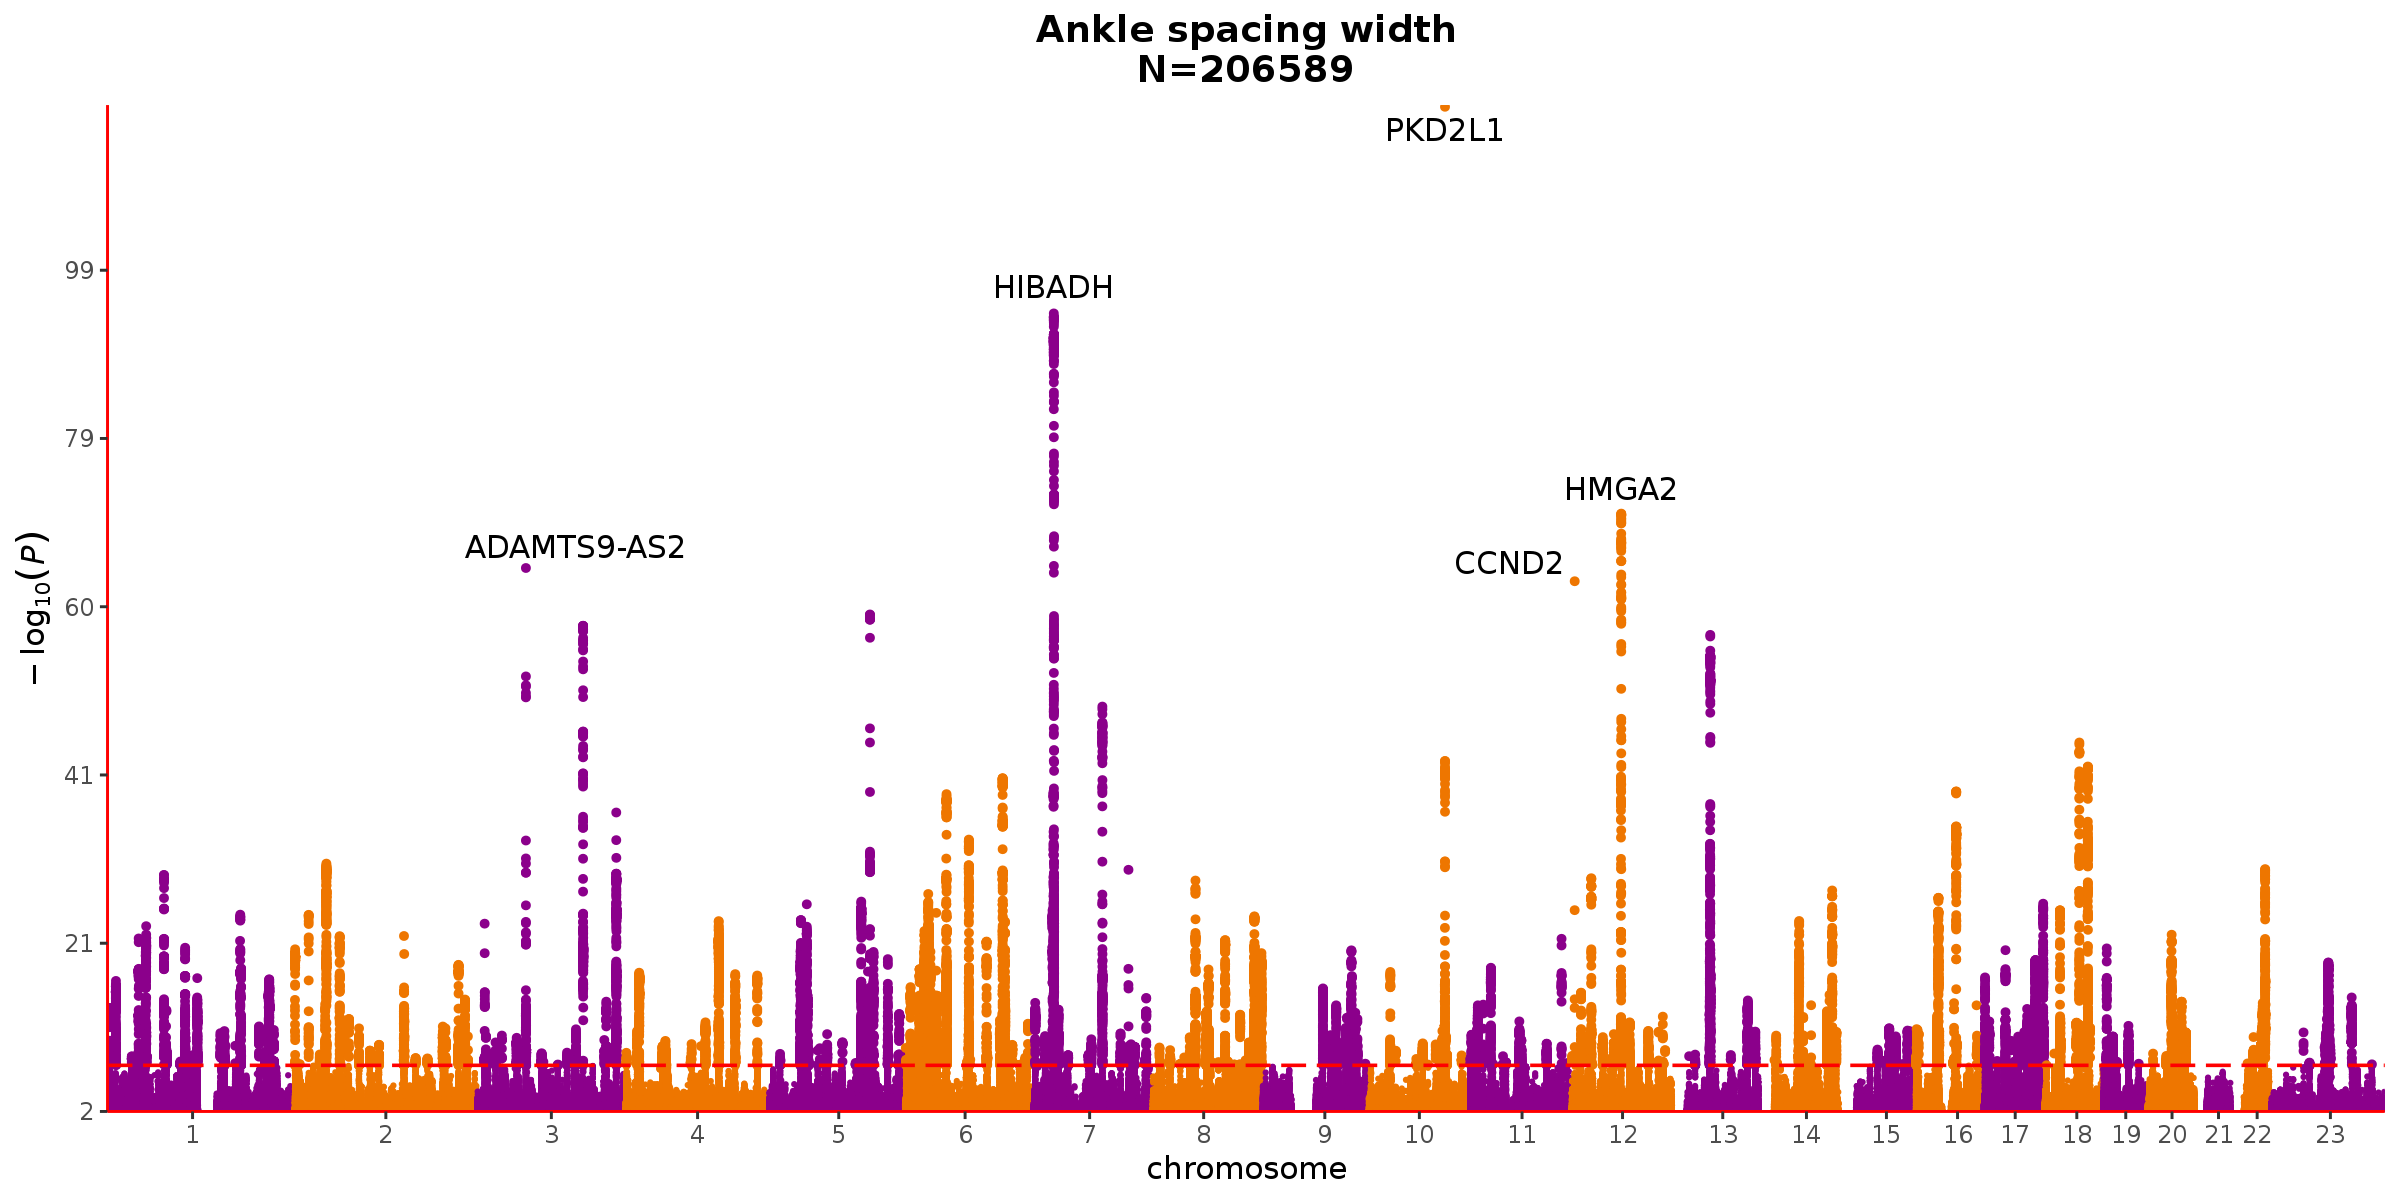 Ankle spacing width
N=206589
PKD2L1
99
HIBADH
79
HMGA2
ADAMTS9-AS2
CCND2
60
− log10(P)
41
21
2
1 2 3 4 5 6 7 8 9 10 11 12 13 14 15 16 17 18 19 20 21 22 23
chromosome